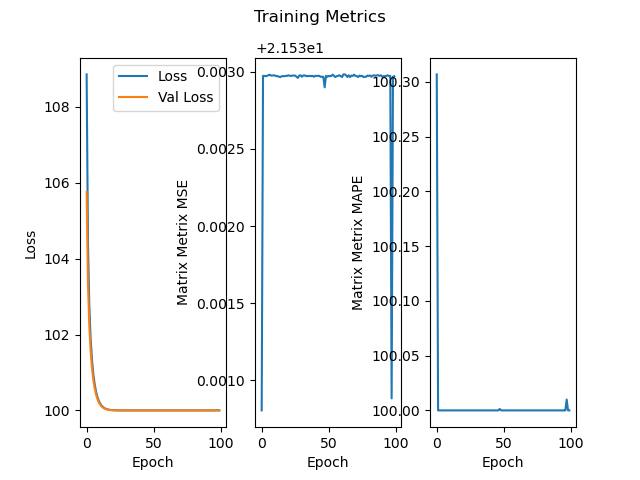 Training Metrics
Loss
Val Loss
108
106
104
102
100
Loss
0
50
100
Epoch
+2.153e1
0.0030
0.0025
0.0020
0.0015
0.0010
Matrix Metrix MSE
0
50
100
Epoch
100.30
100.25
100.20
100.15
100.10
100.05
100.00
Matrix Metrix MAPE
0
50
100
Epoch